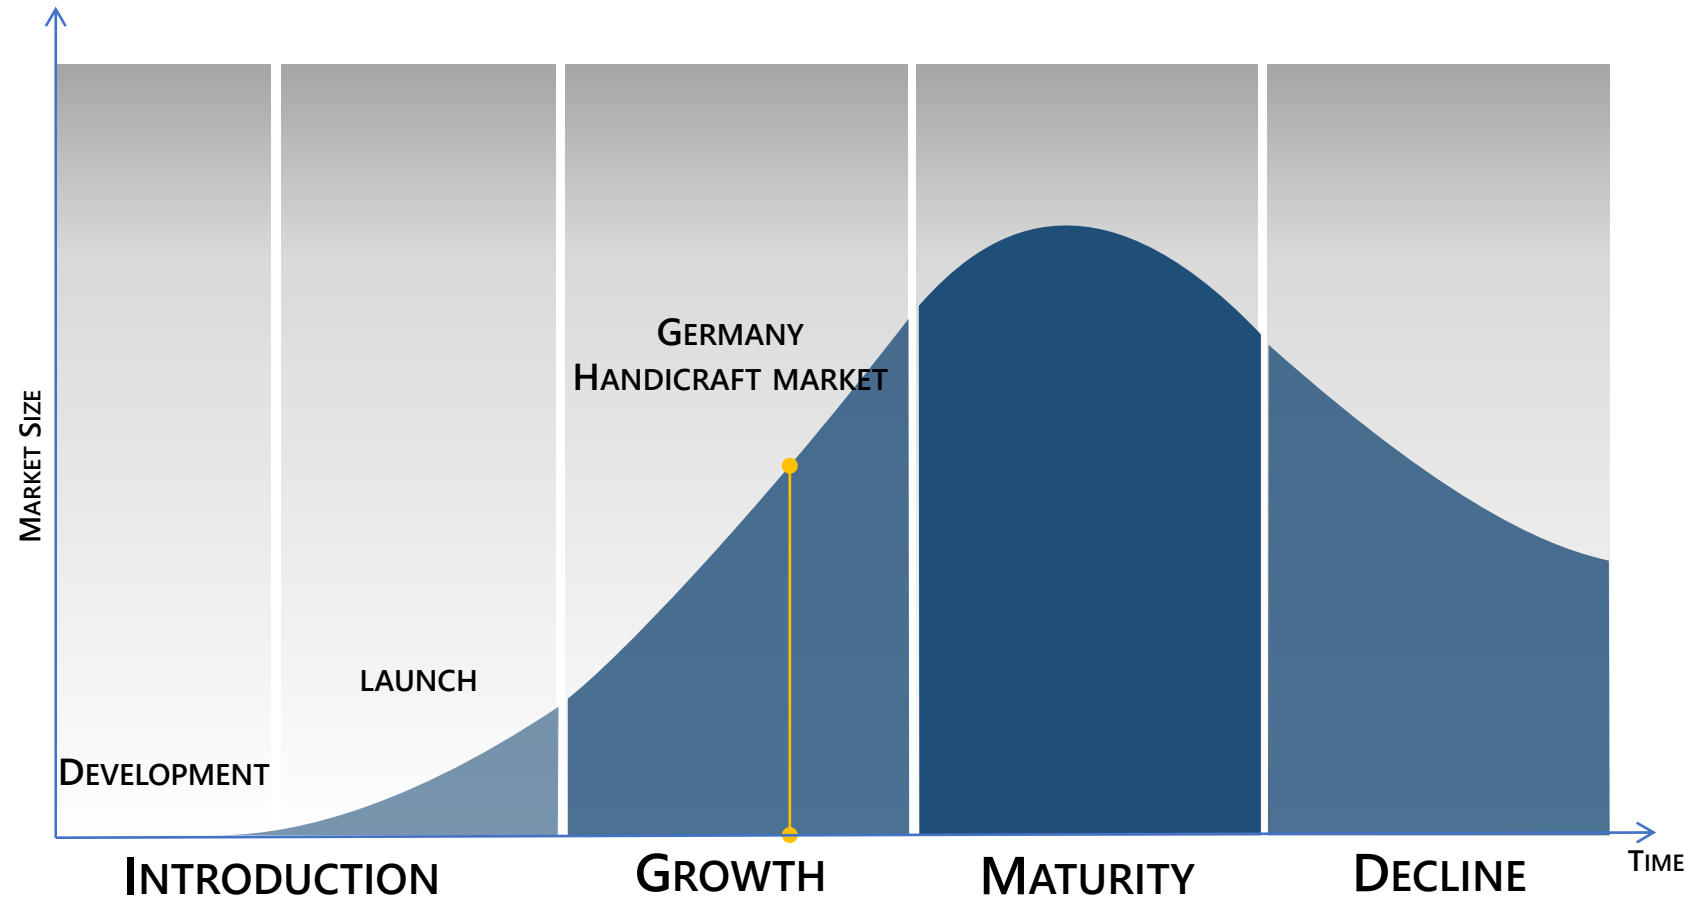 Market Size
Germany
Handicraft market
launch
Development
Introduction
Growth
Maturity
Decline
Time